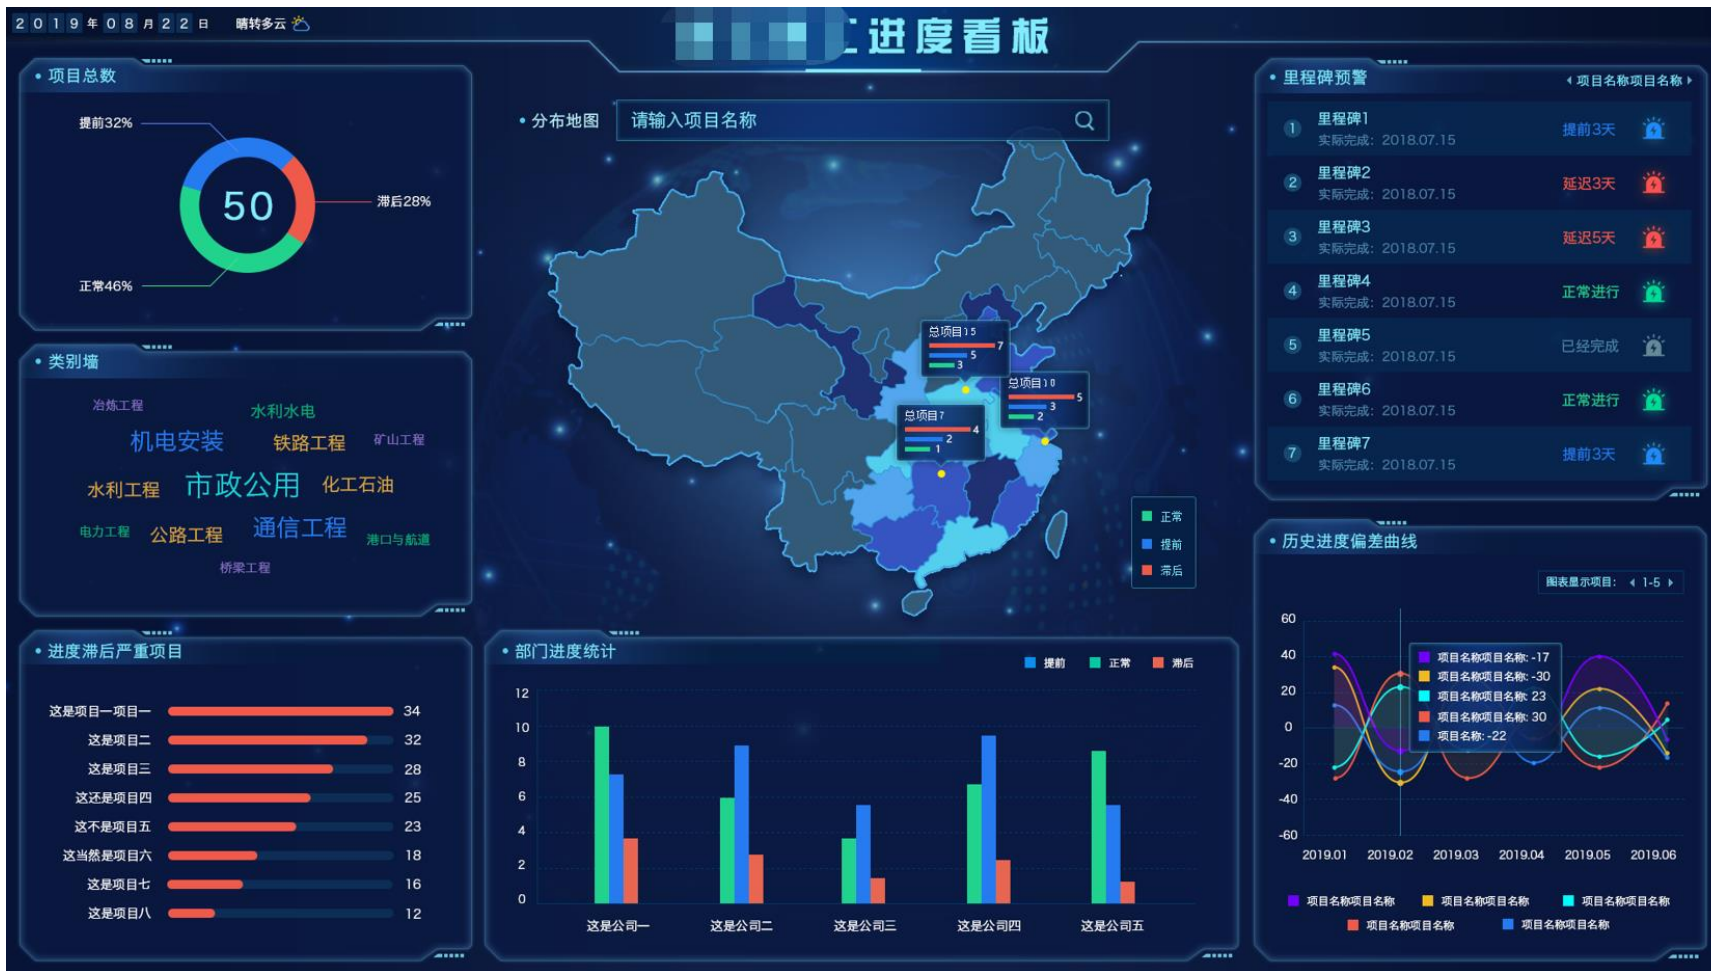 2019年08月22日 晴转多云
进度看板
项目总数
提前32%
50
滞后28%
正常46%
类别墙
冶炼工程
水利水电
机电安装
铁路工程
矿山工程
水利工程
市政公用
化工石油
电力工程
公路工程
通信工程
港口与航道
桥梁工程
进度滞后严重项目
这是项目一项目一 34
这是项目二 32
这是项目三 28
这还是项目四 25
这不是项目五 23
这当然是项目六 18
这是项目七 16
这是项目八 12
分布地图 请输入项目名称
总项目15
7
5
3
总项目10
5
3
2
总项目7
4
2
1
正常
提前
滞后
部门进度统计
提前 正常 滞后
12
10
8
6
4
2
0
这是公司一 这是公司二 这是公司三 这是公司四 这是公司五
里程碑预警 项目名称项目名称
1 里程碑1 提前3天
实际完成: 2018.07.15
2 里程碑2 延迟3天
实际完成: 2018.07.15
3 里程碑3 延迟5天
实际完成: 2018.07.15
4 里程碑4 正常进行
实际完成: 2018.07.15
5 里程碑5 已经完成
实际完成: 2018.07.15
6 里程碑6 正常进行
实际完成: 2018.07.15
7 里程碑7 提前3天
实际完成: 2018.07.15
历史进度偏差曲线
图表显示项目: 1-5
60
40
20
0
-20
-40
-60
项目名称项目名称: -17
项目名称项目名称: -30
项目名称项目名称: 23
项目名称项目名称: 30
项目名称: -22
2019.01 2019.02 2019.03 2019.04 2019.05 2019.06
项目名称项目名称 项目名称项目名称 项目名称项目名称
项目名称项目名称 项目名称项目名称